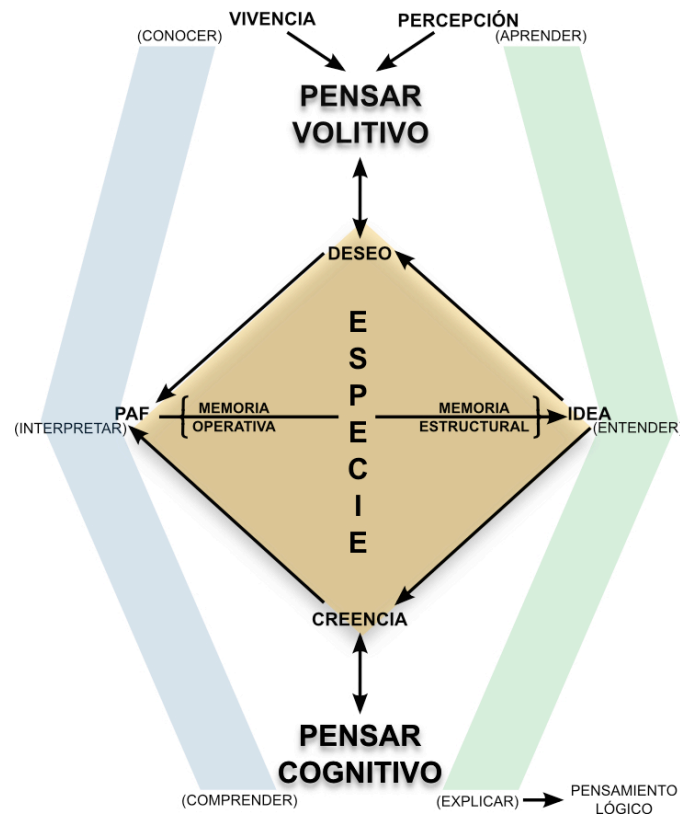 VIVENCIA
PERCEPCIÓN
(CONOCER)
(APRENDER)
PENSAR
VOLITIVO
DESEO
ESPECIE
PAF
MEMORIA
OPERATIVA
MEMORIA
ESTRUCTURAL
IDEA
(INTERPRETAR)
(ENTENDER)
CREENCIA
PENSAR
COGNITIVO
(COMPRENDER)
(EXPLICAR)
PENSAMIENTO
LÓGICO